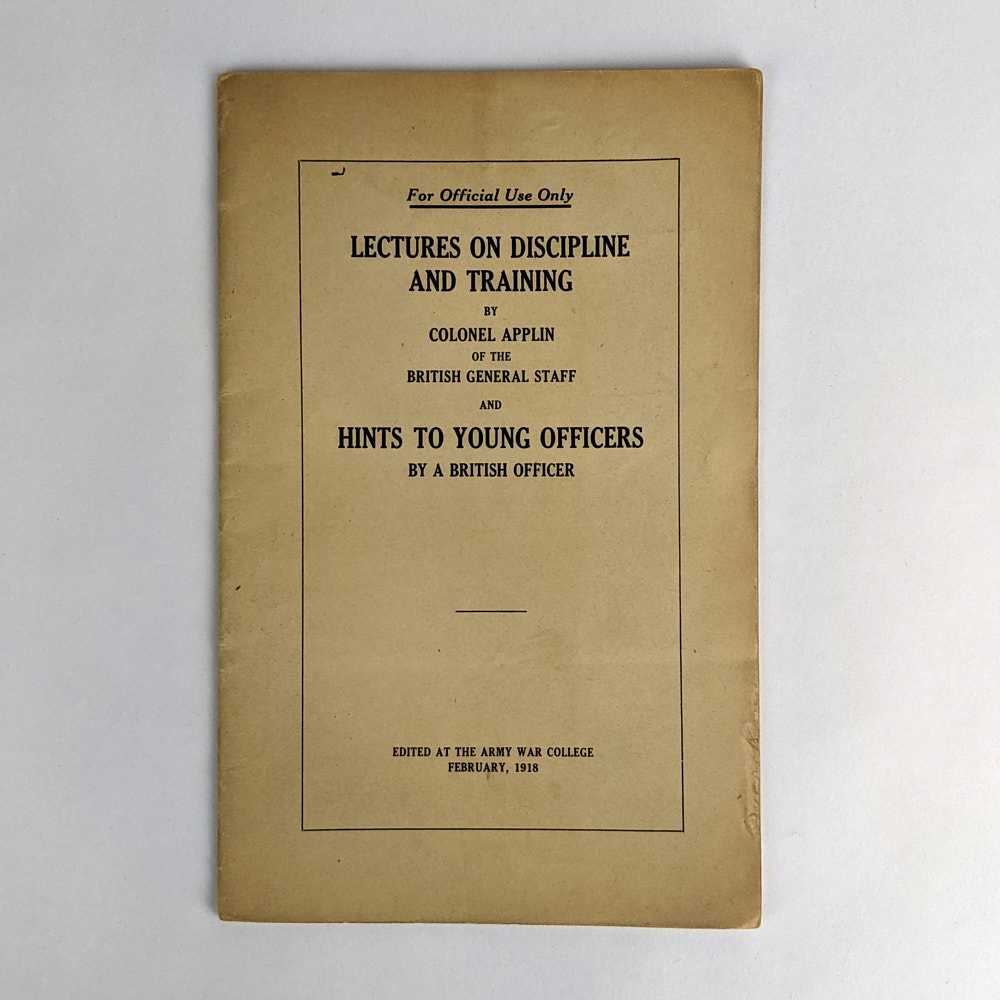 For Official Use Only
LECTURES ON DISCIPLINE
AND TRAINING
BY
COLONEL APPLIN
OF THE
BRITISH GENERAL STAFF
AND
HINTS TO YOUNG OFFICERS
BY A BRITISH OFFICER
EDITED AT THE ARMY WAR COLLEGE
FEBRUARY, 1918